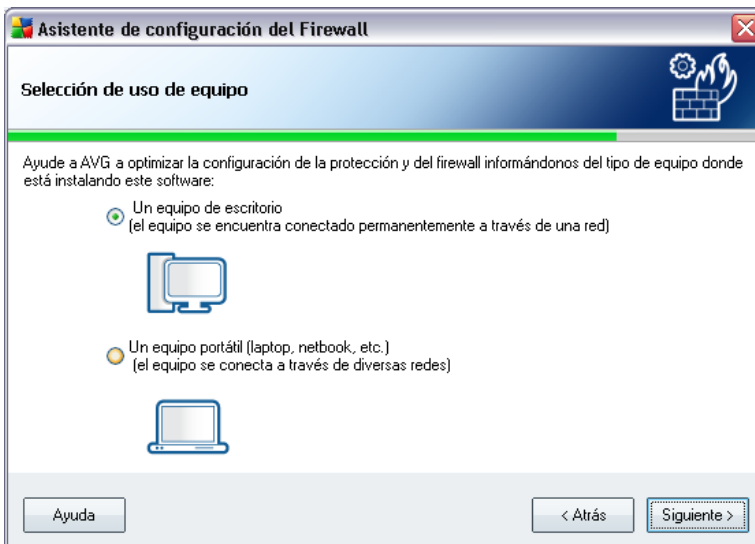 Asistente de configuración del Firewall
Selección de uso de equipo
Ayude a AVG a optimizar la configuración de la protección y del firewall informándonos del tipo de equipo donde
está instalando este software:
Un equipo de escritorio
(el equipo se encuentra conectado permanentemente a través de una red)
Un equipo portátil (laptop, netbook, etc.)
(el equipo se conecta a través de diversas redes)
Ayuda
< Atrás
Siguiente >